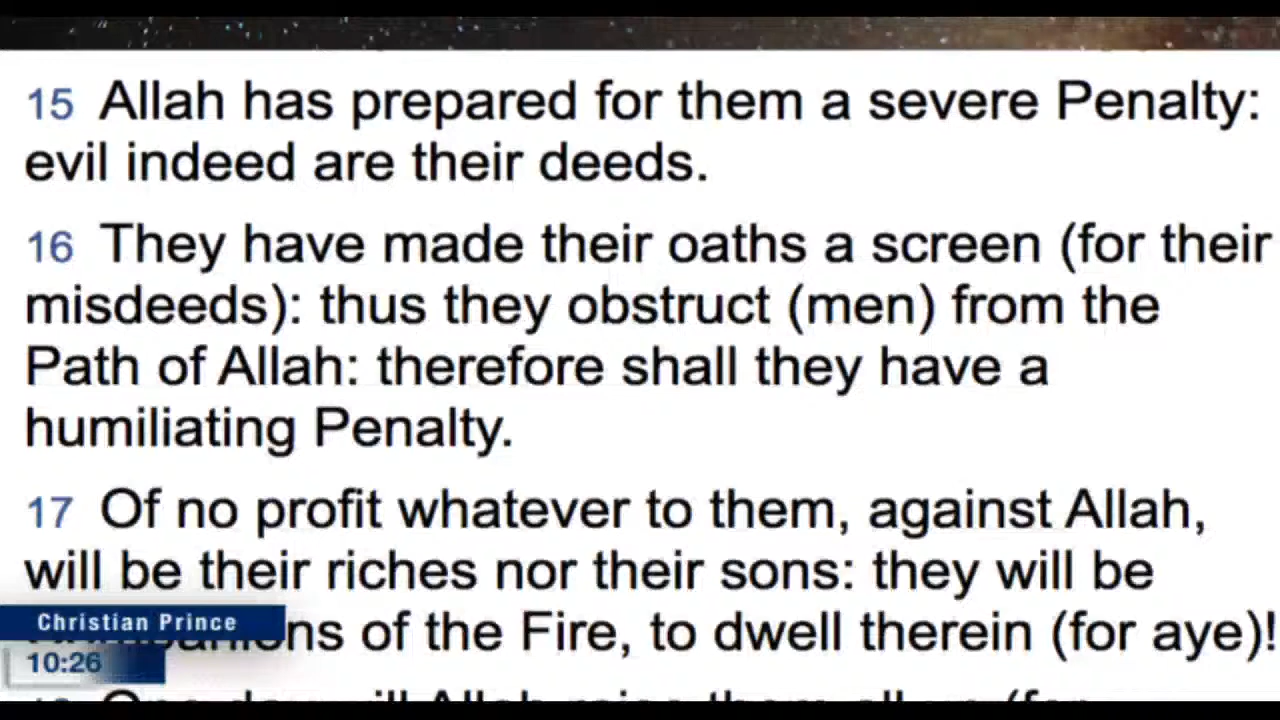 15 Allah has prepared for them a severe Penalty:
evil indeed are their deeds.
16 They have made their oaths a screen (for their
misdeeds): thus they obstruct (men) from the
Path of Allah: therefore shall they have a
humiliating Penalty.
17 Of no profit whatever to them, against Allah,
will be their riches nor their sons: they will be
of the Fire, to dwell therein (for aye)!
Christian Prince
10:26